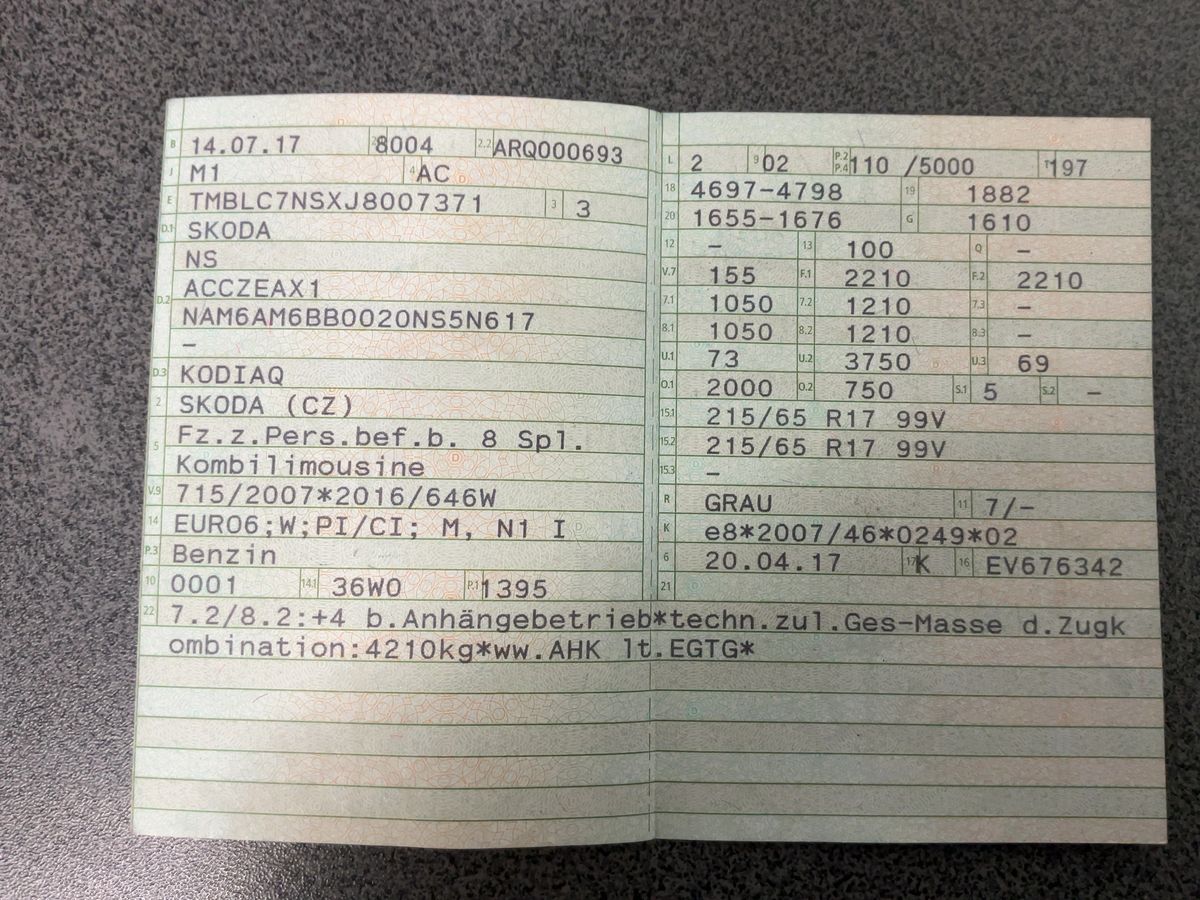 B 14.07.17 2.1 8004 2.2 ARQ000693
J M1 4 AC
E TMBLC7NSXJ8007371 3 3
D.1 SKODA
NS
D.2 ACCZEAX1
NAM6AM6BB0020NS5N617
–
D.3 KODIAQ
2 SKODA (CZ)
5 Fz.z.Pers.bef.b. 8 Spl.
Kombilimousine
V.9 715/2007*2016/646W
14 EURO6;W;PI/CI; M, N1 I
P.3 Benzin
10 0001 14.1 36W0 P.1 1395
L 2 9 02 P.2 P.4 110 /5000 T 197
18 4697-4798 19 1882
20 1655-1676 G 1610
12 – 13 100 Q –
V.7 155 F.1 2210 F.2 2210
7.1 1050 7.2 1210 7.3 –
8.1 1050 8.2 1210 8.3 –
U.1 73 U.2 3750 U.3 69
O.1 2000 O.2 750 S.1 5 S.2 –
15.1 215/65 R17 99V
15.2 215/65 R17 99V
15.3 –
R GRAU 11 7/–
K e8*2007/46*0249*02
6 20.04.17 17 K 16 EV676342
21
22 7.2/8.2:+4 b.Anhängebetrieb*techn.zul.Ges-Masse d.Zugk
ombination:4210kg*ww.AHK lt.EGTG*